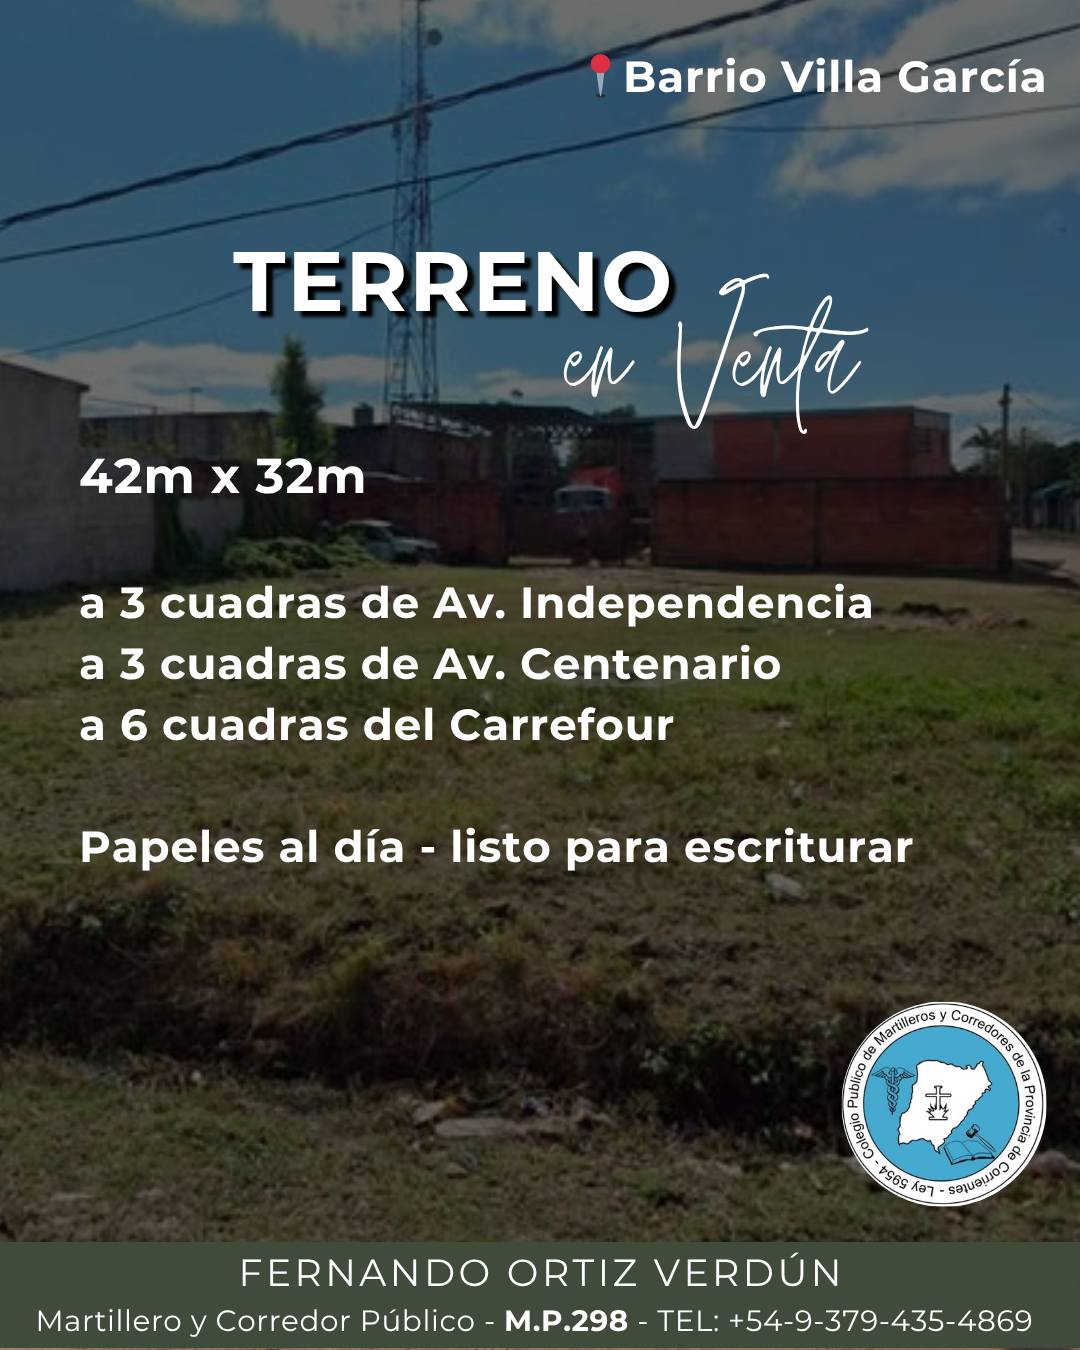 📍Barrio Villa García
TERRENO
en Venta
42m x 32m
a 3 cuadras de Av. Independencia
a 3 cuadras de Av. Centenario
a 6 cuadras del Carrefour
Papeles al día - listo para escriturar
Colegio Publico de Martilleros y Corredores de la Provincia de Corrientes - Ley 5954 -
FERNANDO ORTIZ VERDÚN
Martillero y Corredor Público - M.P.298 - TEL: +54-9-379-435-4869